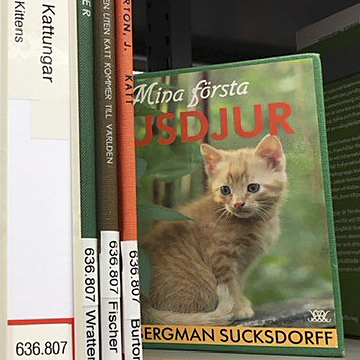 Kattungar
Kittens
636.807
ER
636.807 Wratten
EN LITEN KATT KOMMER TILL VÄRLDEN
636.807 Fischer
RTON, J. KATT
636.807 Burton
Mina första
USDJUR
BERGMAN SUCKSDORFF